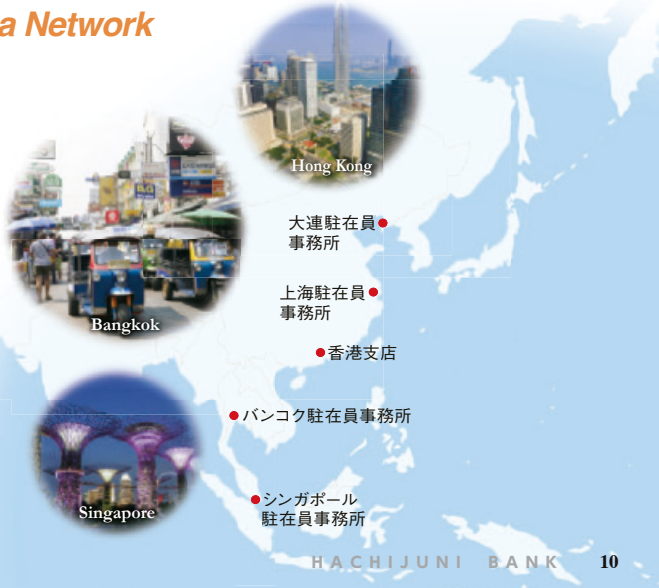 a Network
Hong Kong
Bangkok
Singapore
大連駐在員
事務所
上海駐在員
事務所
香港支店
バンコク駐在員事務所
シンガポール
駐在員事務所
HACHIJUNI BANK 10